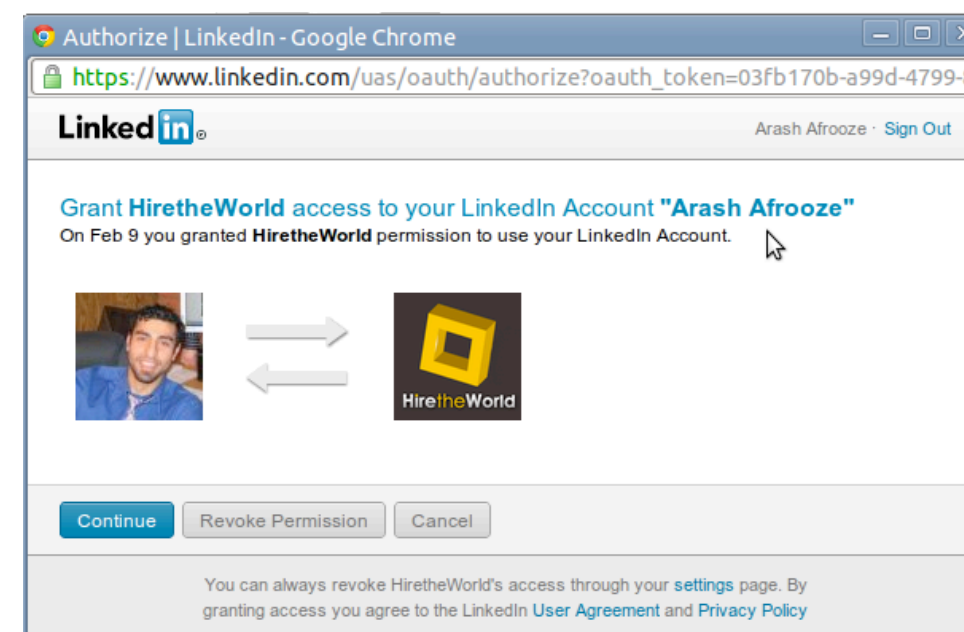 Authorize | LinkedIn - Google Chrome
https://www.linkedin.com/uas/oauth/authorize?oauth_token=03fb170b-a99d-4799-
Linked in ®
Arash Afrooze · Sign Out
Grant HiretheWorld access to your LinkedIn Account "Arash Afrooze"
On Feb 9 you granted HiretheWorld permission to use your LinkedIn Account.
HiretheWorld
Continue
Revoke Permission
Cancel
You can always revoke HiretheWorld's access through your settings page. By
granting access you agree to the LinkedIn User Agreement and Privacy Policy